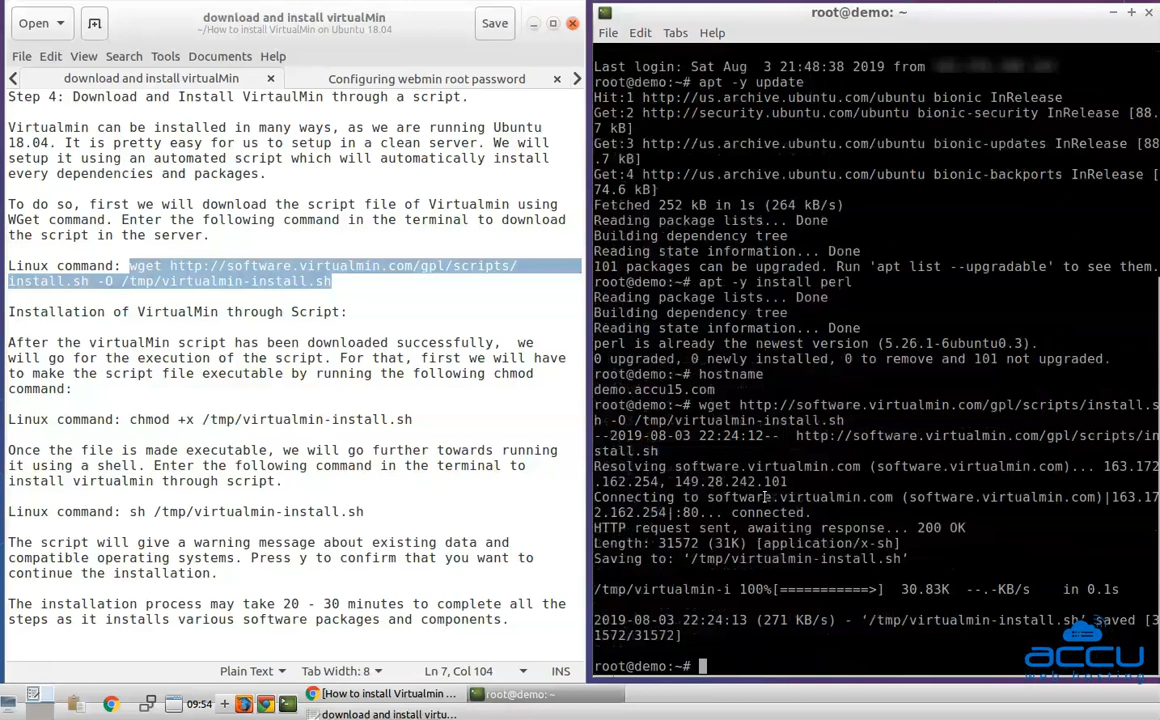 Open
download and install virtualMin
~/How to install VirtualMin on Ubuntu 18.04
Save
File Edit View Search Tools Documents Help
download and install virtualMin
Configuring webmin root password
Step 4: Download and Install VirtaulMin through a script.
Virtualmin can be installed in many ways, as we are running Ubuntu
18.04. It is pretty easy for us to setup in a clean server. We will
setup it using an automated script which will automatically install
every dependencies and packages.
To do so, first we will download the script file of Virtualmin using
WGet command. Enter the following command in the terminal to download
the script in the server.
Linux command: wget http://software.virtualmin.com/gpl/scripts/
install.sh -O /tmp/virtualmin-install.sh
Installation of VirtualMin through Script:
After the virtualMin script has been downloaded successfully,  we
will go for the execution of the script. For that, first we will have
to make the script file executable by running the following chmod
command:
Linux command: chmod +x /tmp/virtualmin-install.sh
Once the file is made executable, we will go further towards running
it using a shell. Enter the following command in the terminal to
install virtualmin through script.
Linux command: sh /tmp/virtualmin-install.sh
The script will give a warning message about existing data and
compatible operating systems. Press y to confirm that you want to
continue the installation.
The installation process may take 20 - 30 minutes to complete all the
steps as it installs various software packages and components.
Plain Text
Tab Width: 8
Ln 7, Col 104
INS
root@demo: ~
File Edit Tabs Help
Last login: Sat Aug  3 21:48:38 2019 from
root@demo:~# apt -y update
Hit:1 http://us.archive.ubuntu.com/ubuntu bionic InRelease
Get:2 http://security.ubuntu.com/ubuntu bionic-security InRelease [88.
7 kB]
Get:3 http://us.archive.ubuntu.com/ubuntu bionic-updates InRelease [88
.7 kB]
Get:4 http://us.archive.ubuntu.com/ubuntu bionic-backports InRelease [
74.6 kB]
Fetched 252 kB in 1s (264 kB/s)
Reading package lists... Done
Building dependency tree
Reading state information... Done
101 packages can be upgraded. Run 'apt list --upgradable' to see them.
root@demo:~# apt -y install perl
Reading package lists... Done
Building dependency tree
Reading state information... Done
perl is already the newest version (5.26.1-6ubuntu0.3).
0 upgraded, 0 newly installed, 0 to remove and 101 not upgraded.
root@demo:~# hostname
demo.accu15.com
root@demo:~# wget http://software.virtualmin.com/gpl/scripts/install.s
h -O /tmp/virtualmin-install.sh
--2019-08-03 22:24:12--  http://software.virtualmin.com/gpl/scripts/in
stall.sh
Resolving software.virtualmin.com (software.virtualmin.com)... 163.172
.162.254, 149.28.242.101
Connecting to software.virtualmin.com (software.virtualmin.com)|163.17
2.162.254|:80... connected.
HTTP request sent, awaiting response... 200 OK
Length: 31572 (31K) [application/x-sh]
Saving to: ‘/tmp/virtualmin-install.sh’
/tmp/virtualmin-i 100%[===========>]  30.83K  --.-KB/s    in 0.1s
2019-08-03 22:24:13 (271 KB/s) - ‘/tmp/virtualmin-install.sh’ saved [3
1572/31572]
root@demo:~#
accu
web hosting
09:54
[How to install Virtualmin ...
root@demo: ~
download and install virtu...